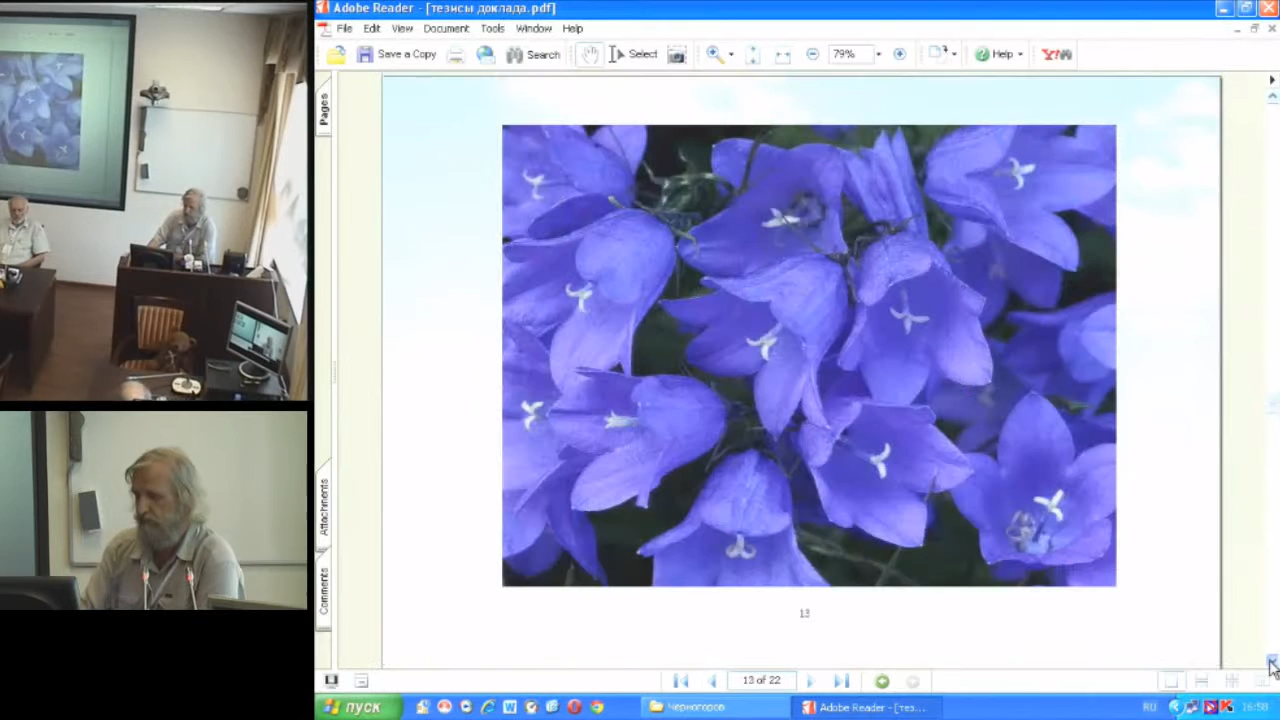 Adobe Reader - [тезисы доклада.pdf]
File Edit View Document Tools Window Help
Save a Copy Search Select 79% Help
Pages
Attachments
Comments
13
13 of 22
пуск Черногоров Adobe Reader - [тез... RU 16:58